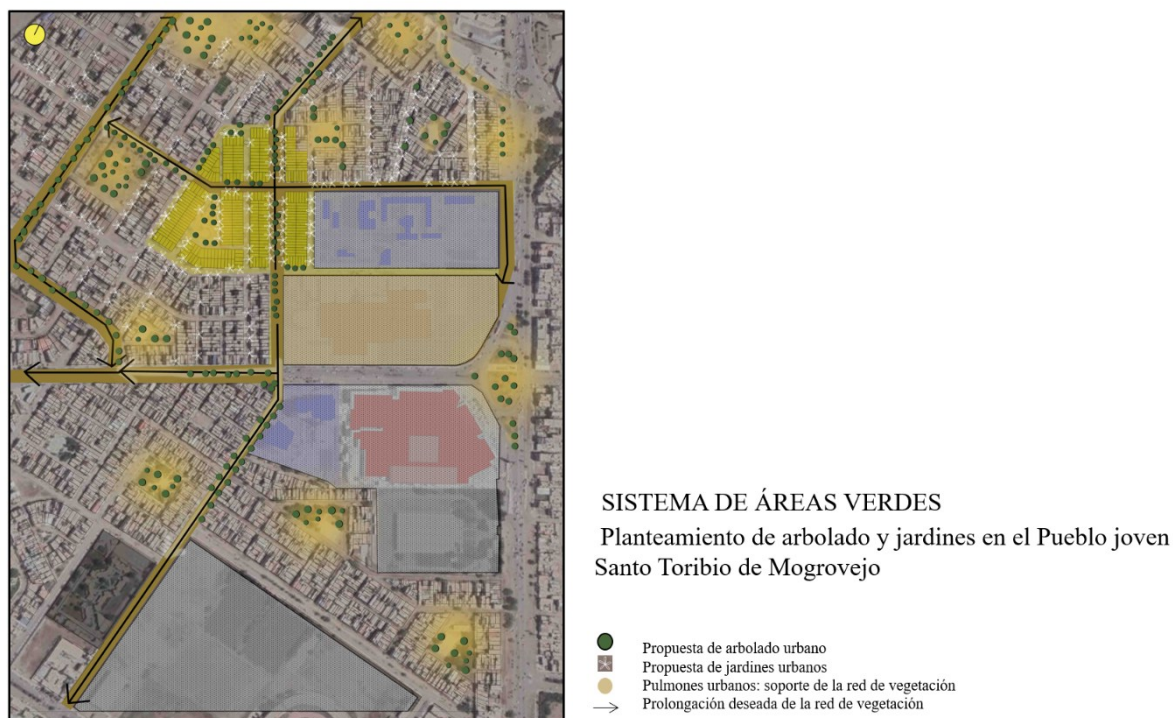 SISTEMA DE ÁREAS VERDES
Planteamiento de arbolado y jardines en el Pueblo joven
Santo Toribio de Mogrovejo
Propuesta de arbolado urbano
Propuesta de jardines urbanos
Pulmones urbanos: soporte de la red de vegetación
Prolongación deseada de la red de vegetación